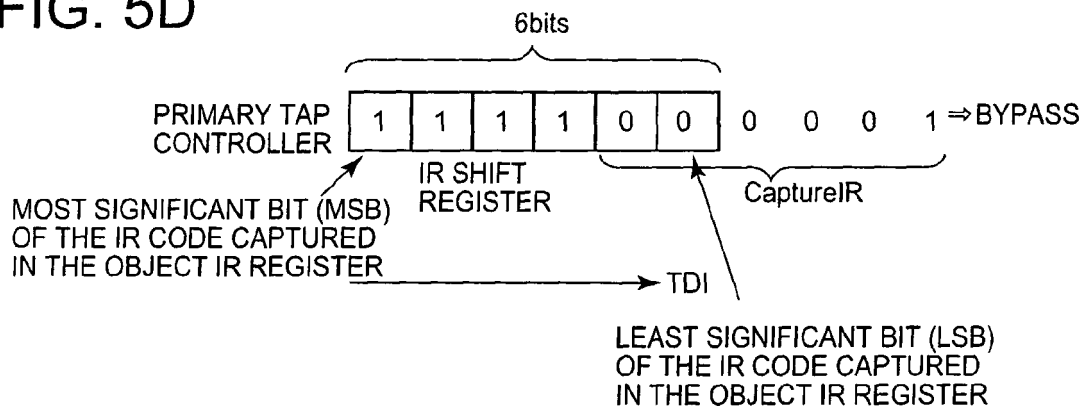 FIG. 5D
6bits
PRIMARY TAP
CONTROLLER
1 1 1 1 0 0 0 0 0 1 ⇒BYPASS
IR SHIFT
REGISTER
CaptureIR
MOST SIGNIFICANT BIT (MSB)
OF THE IR CODE CAPTURED
IN THE OBJECT IR REGISTER
TDI
LEAST SIGNIFICANT BIT (LSB)
OF THE IR CODE CAPTURED
IN THE OBJECT IR REGISTER